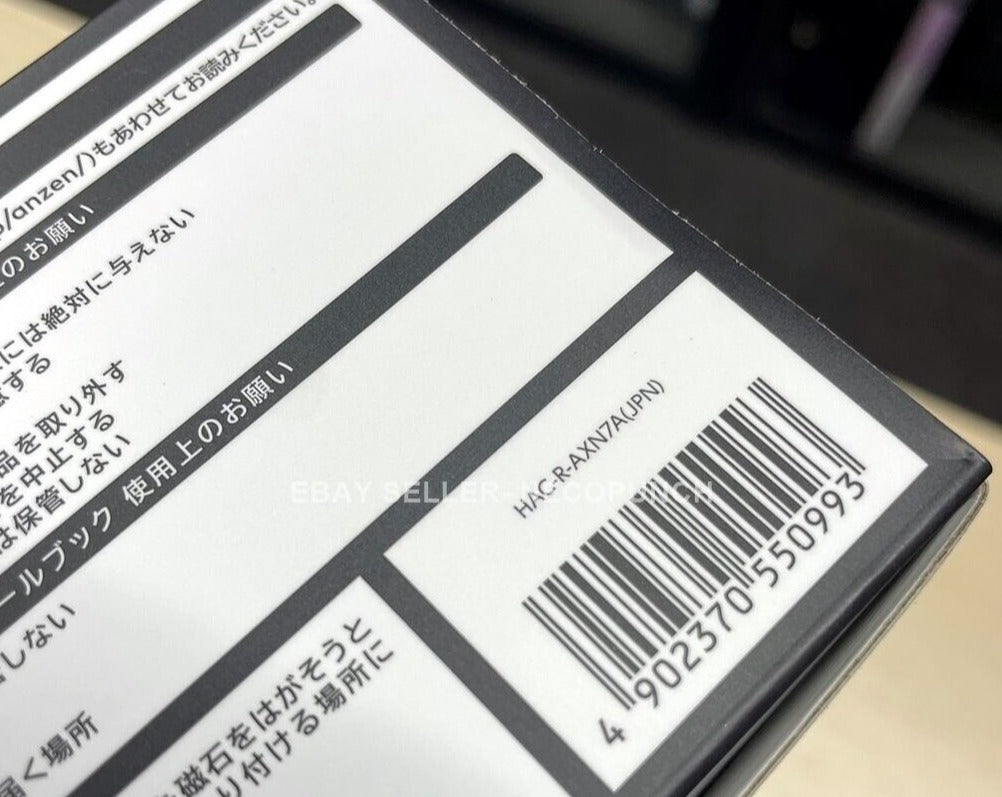 /anzen/)もあわせてお読みください。
のお願い
には絶対に与えない
する
品を取り外す
を中止する
は保管しない
ールブック 使用上のお願い
しない
届く場所
磁石をはがそうと
り付ける場所に
HAC-R-AXN7A(JPN)
4 902370 550993
EBAY SELLER- NECOPUNCH